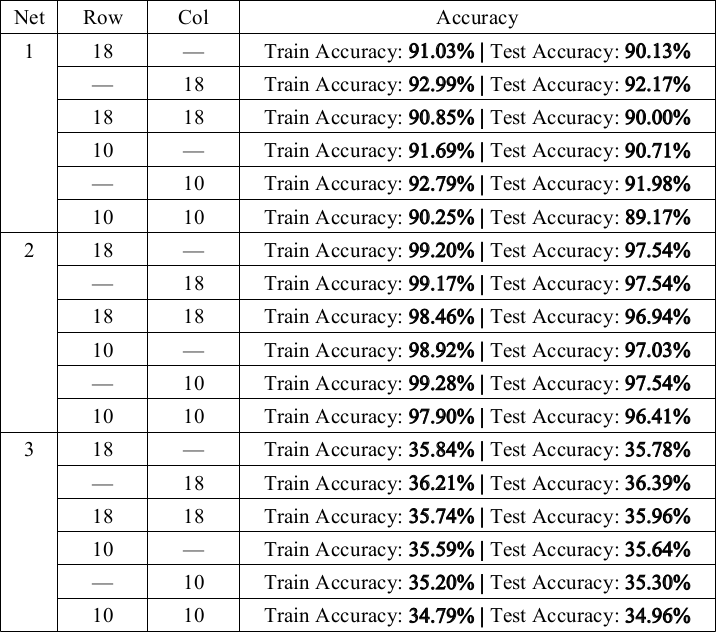 Net Row Col Accuracy
1 18 — Train Accuracy: 91.03% | Test Accuracy: 90.13%
— 18 Train Accuracy: 92.99% | Test Accuracy: 92.17%
18 18 Train Accuracy: 90.85% | Test Accuracy: 90.00%
10 — Train Accuracy: 91.69% | Test Accuracy: 90.71%
— 10 Train Accuracy: 92.79% | Test Accuracy: 91.98%
10 10 Train Accuracy: 90.25% | Test Accuracy: 89.17%
2 18 — Train Accuracy: 99.20% | Test Accuracy: 97.54%
— 18 Train Accuracy: 99.17% | Test Accuracy: 97.54%
18 18 Train Accuracy: 98.46% | Test Accuracy: 96.94%
10 — Train Accuracy: 98.92% | Test Accuracy: 97.03%
— 10 Train Accuracy: 99.28% | Test Accuracy: 97.54%
10 10 Train Accuracy: 97.90% | Test Accuracy: 96.41%
3 18 — Train Accuracy: 35.84% | Test Accuracy: 35.78%
— 18 Train Accuracy: 36.21% | Test Accuracy: 36.39%
18 18 Train Accuracy: 35.74% | Test Accuracy: 35.96%
10 — Train Accuracy: 35.59% | Test Accuracy: 35.64%
— 10 Train Accuracy: 35.20% | Test Accuracy: 35.30%
10 10 Train Accuracy: 34.79% | Test Accuracy: 34.96%